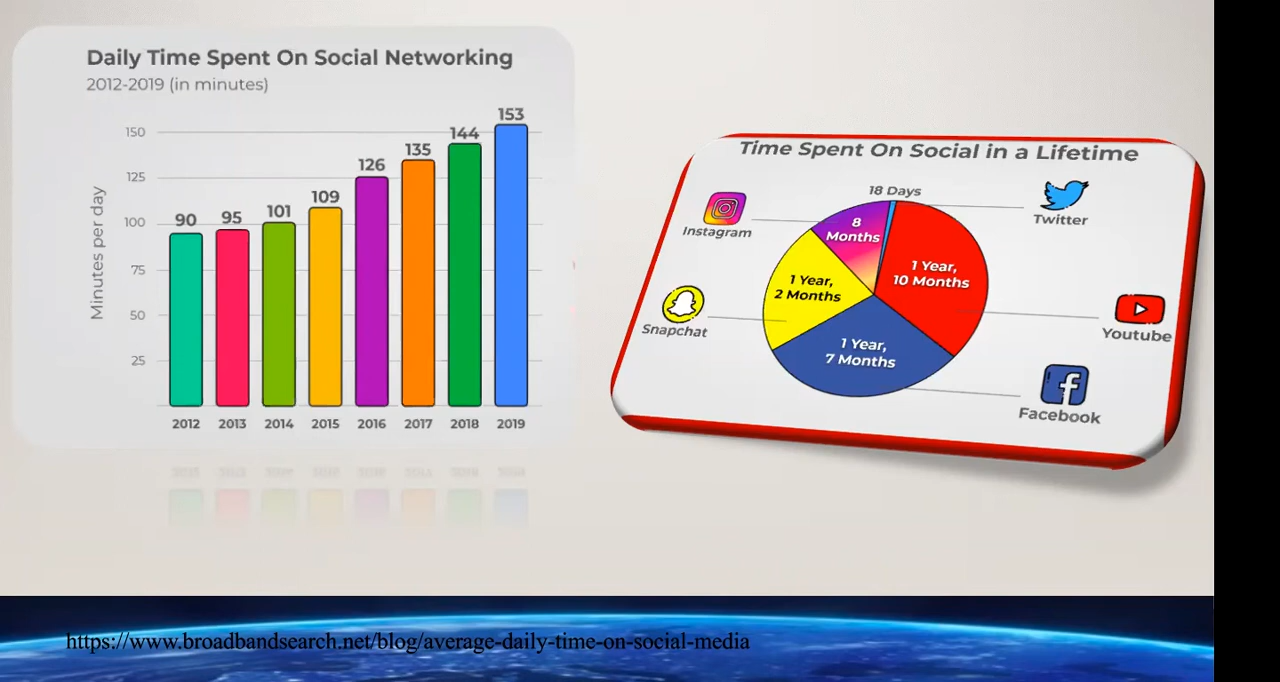 Daily Time Spent On Social Networking
2012-2019 (in minutes)
Minutes per day
150
125
100
75
50
25
90
95
101
109
126
135
144
153
2012
2013
2014
2015
2016
2017
2018
2019
Time Spent On Social in a Lifetime
18 Days
Instagram
8
Months
Twitter
1 Year,
10 Months
1 Year,
2 Months
Snapchat
Youtube
1 Year,
7 Months
Facebook
https://www.broadbandsearch.net/blog/average-daily-time-on-social-media